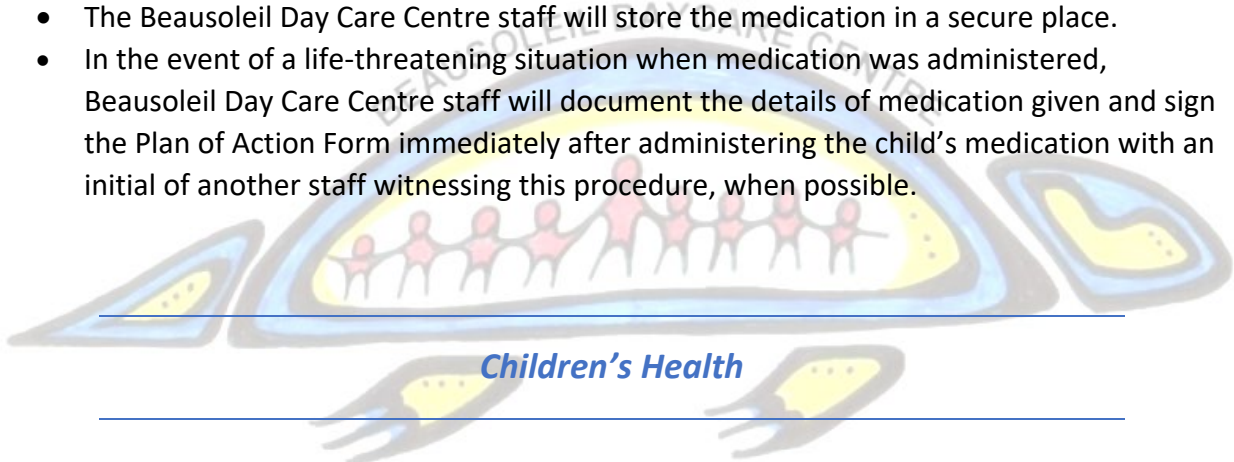 • The Beausoleil Day Care Centre staff will store the medication in a secure place.
BEAUSOLEIL DAYCARE CENTRE
• In the event of a life-threatening situation when medication was administered,
Beausoleil Day Care Centre staff will document the details of medication given and sign
the Plan of Action Form immediately after administering the child’s medication with an
initial of another staff witnessing this procedure, when possible.
Children’s Health